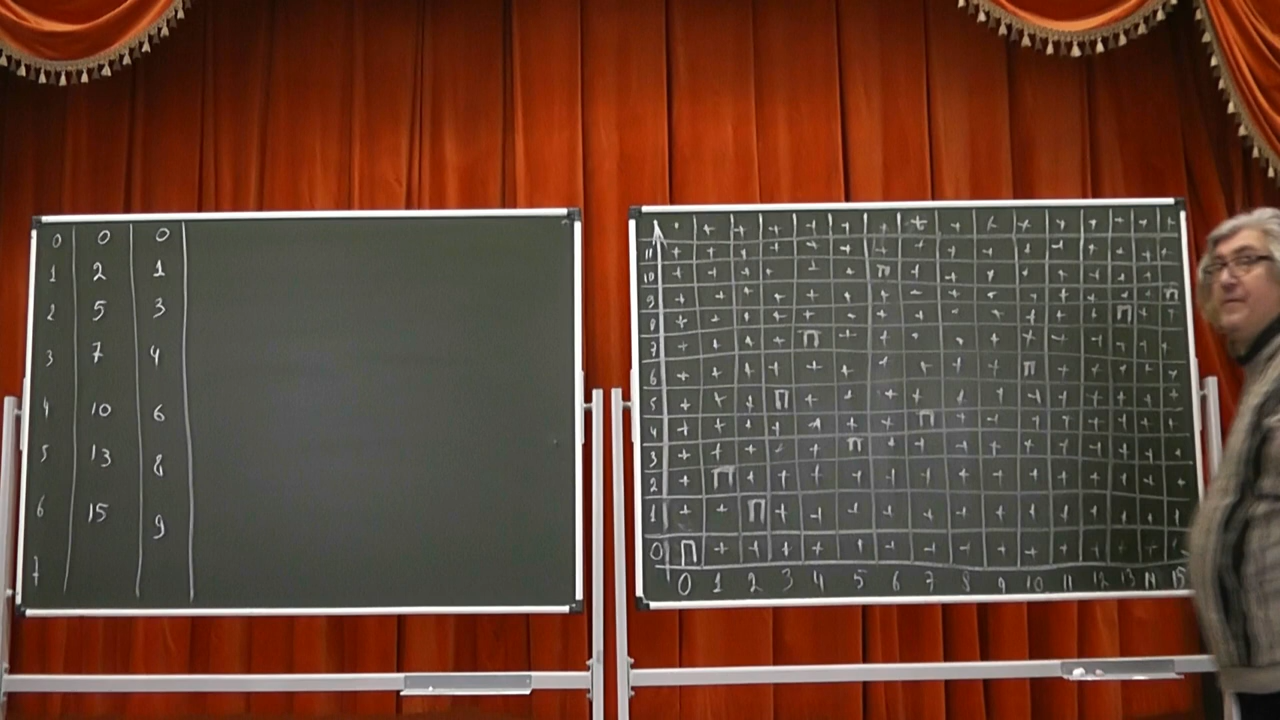 0 0 0
1 2 1
2 5 3
3 7 4
4 10 6
5 13 8
6 15 9
7
+ + + + + + + + + + + + + +
11 + + + + + + + + + + + + + + +
10 + + + + + + П + + + + + + + + +
9 + + + + + + + + + + + + + + + П
8 + + + + + + + + + + + + + П + +
7 + + + + П + + + + + + + + + + +
6 + + + + + + + + + + П + + + + +
5 + + + П + + + + + + + + + + + +
4 + + + + + + + П + + + + + + + +
3 + + + + + П + + + + + + + + + +
2 + П + + + + + + + + + + + + + +
1 + + П + + + + + + + + + + + + +
0 П + + + + + + + + + + + + + + +
0 1 2 3 4 5 6 7 8 9 10 11 12 13 14 15